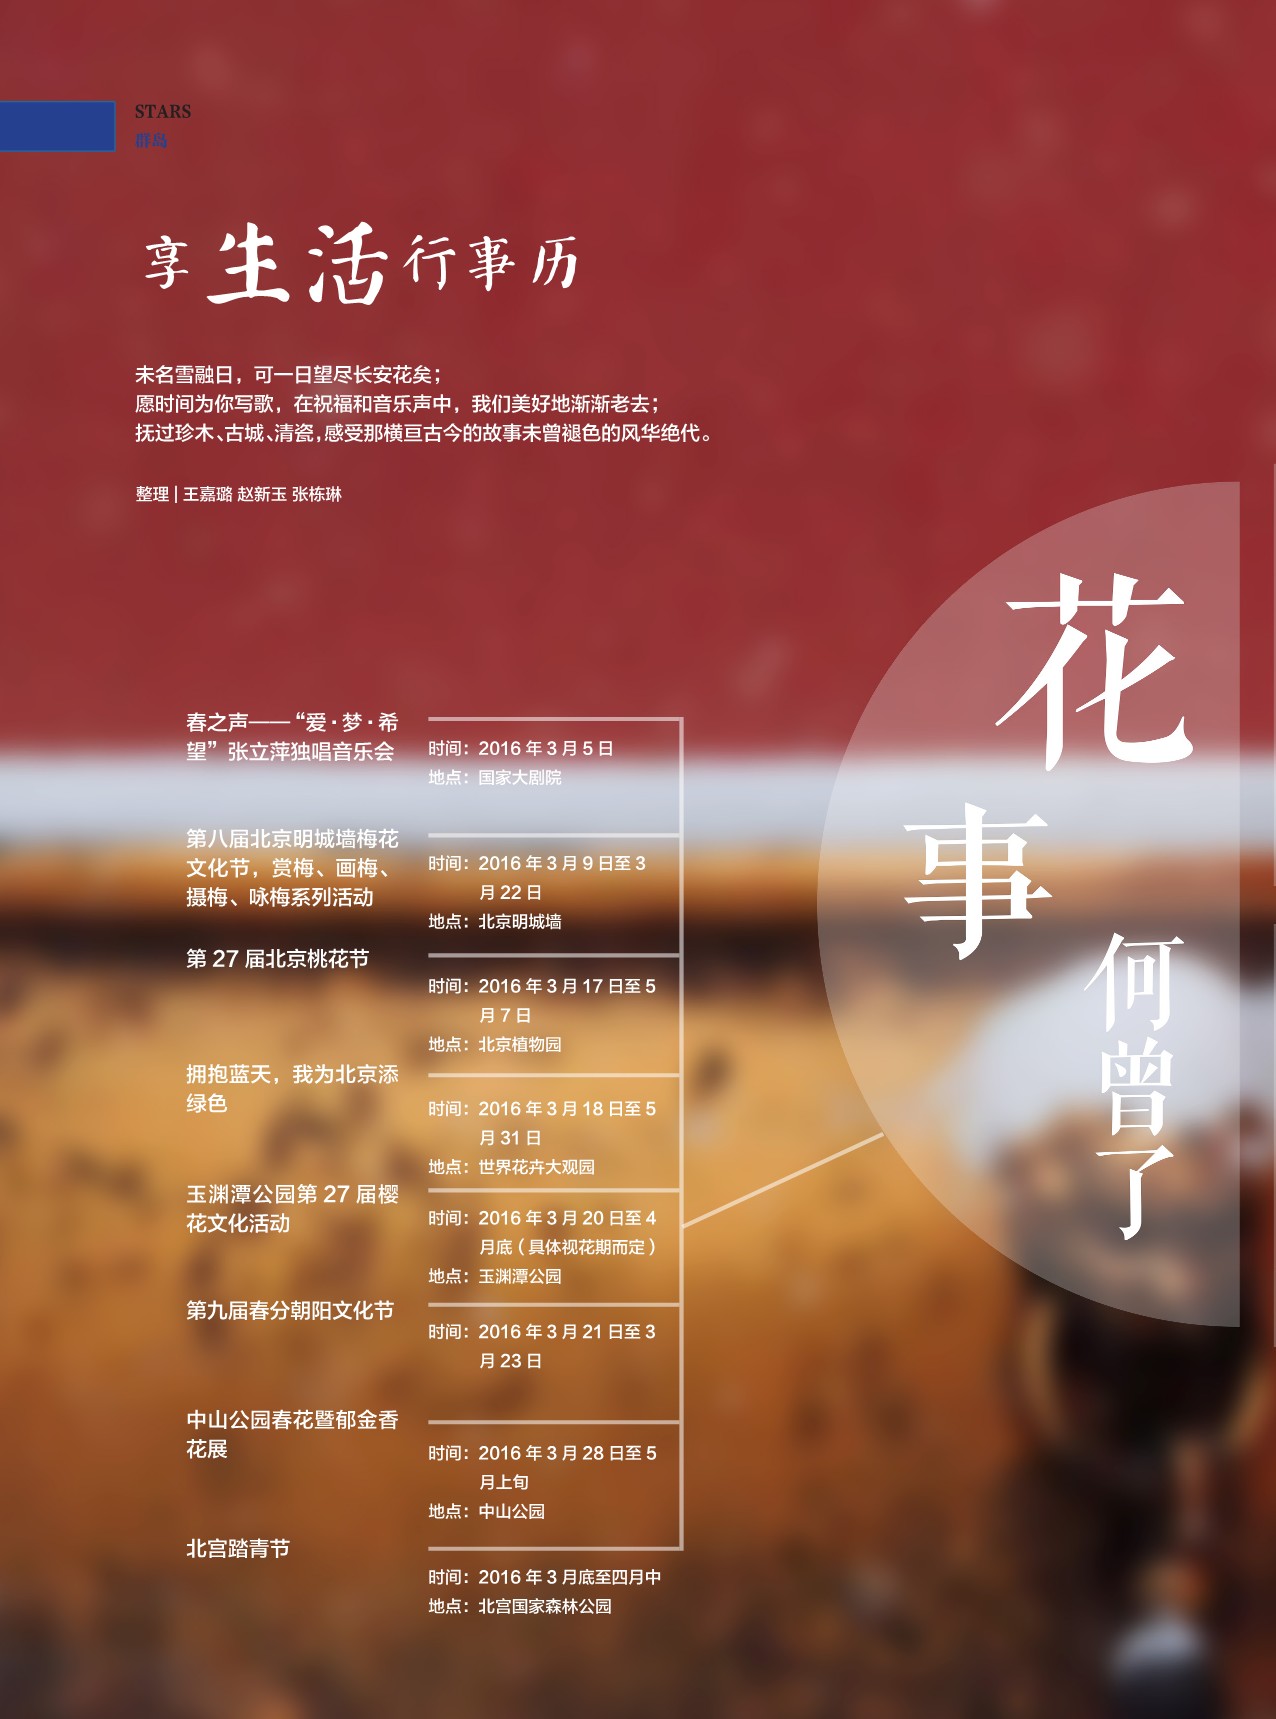 STARS
群岛
享生活行事历
未名雪融日，可一日望尽长安花矣；
愿时间为你写歌，在祝福和音乐声中，我们美好地渐渐老去；
抚过珍木、古城、清瓷，感受那横亘古今的故事未曾褪色的风华绝代。
整理 | 王嘉璐 赵新玉 张栋琳
花
事
何
曾
了
春之声——“爱·梦·希
望”张立萍独唱音乐会
时间：2016 年 3 月 5 日
地点：国家大剧院
第八届北京明城墙梅花
文化节，赏梅、画梅、
摄梅、咏梅系列活动
时间：2016 年 3 月 9 日至 3
月 22 日
地点：北京明城墙
第 27 届北京桃花节
时间：2016 年 3 月 17 日至 5
月 7 日
地点：北京植物园
拥抱蓝天，我为北京添
绿色
时间：2016 年 3 月 18 日至 5
月 31 日
地点：世界花卉大观园
玉渊潭公园第 27 届樱
花文化活动
时间：2016 年 3 月 20 日至 4
月底（具体视花期而定）
地点：玉渊潭公园
第九届春分朝阳文化节
时间：2016 年 3 月 21 日至 3
月 23 日
中山公园春花暨郁金香
花展
时间：2016 年 3 月 28 日至 5
月上旬
地点：中山公园
北宫踏青节
时间：2016 年 3 月底至四月中
地点：北宫国家森林公园